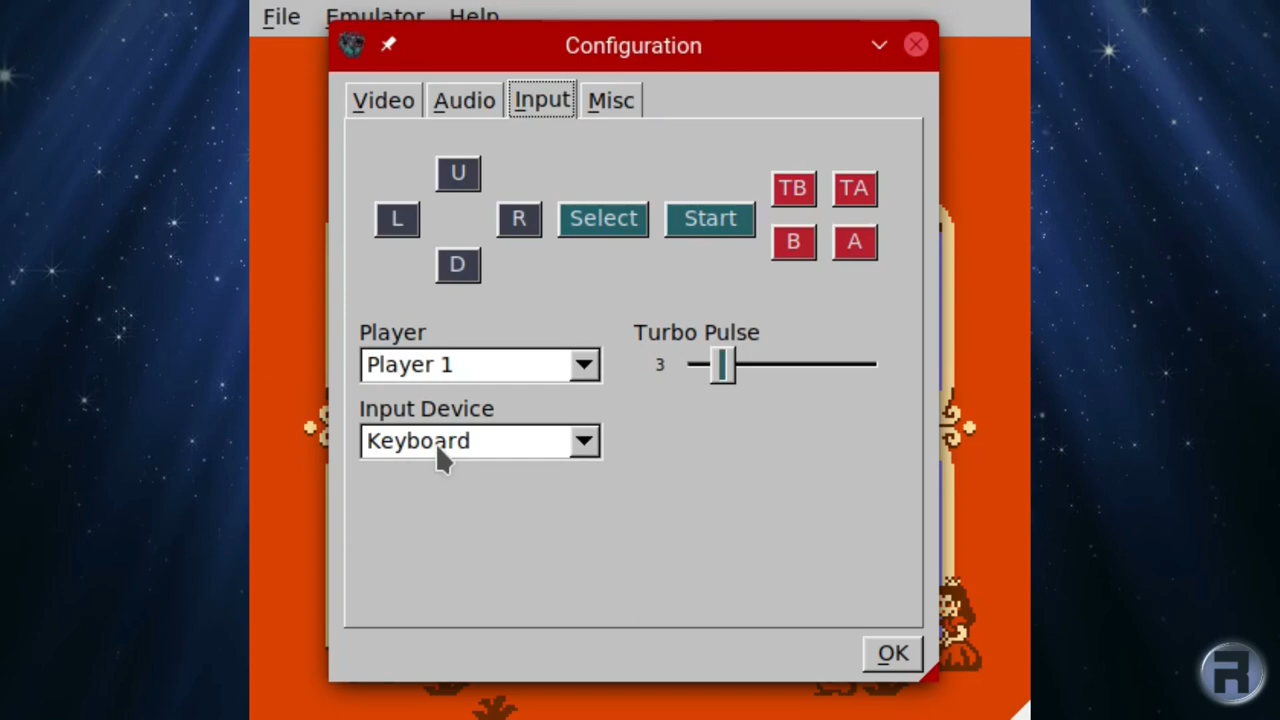 File Emulator Help
Configuration
Video Audio Input Misc
U
TB TA
L R Select Start
B A
D
Player
Turbo Pulse
Player 1
3
Input Device
Keyboard
OK
R